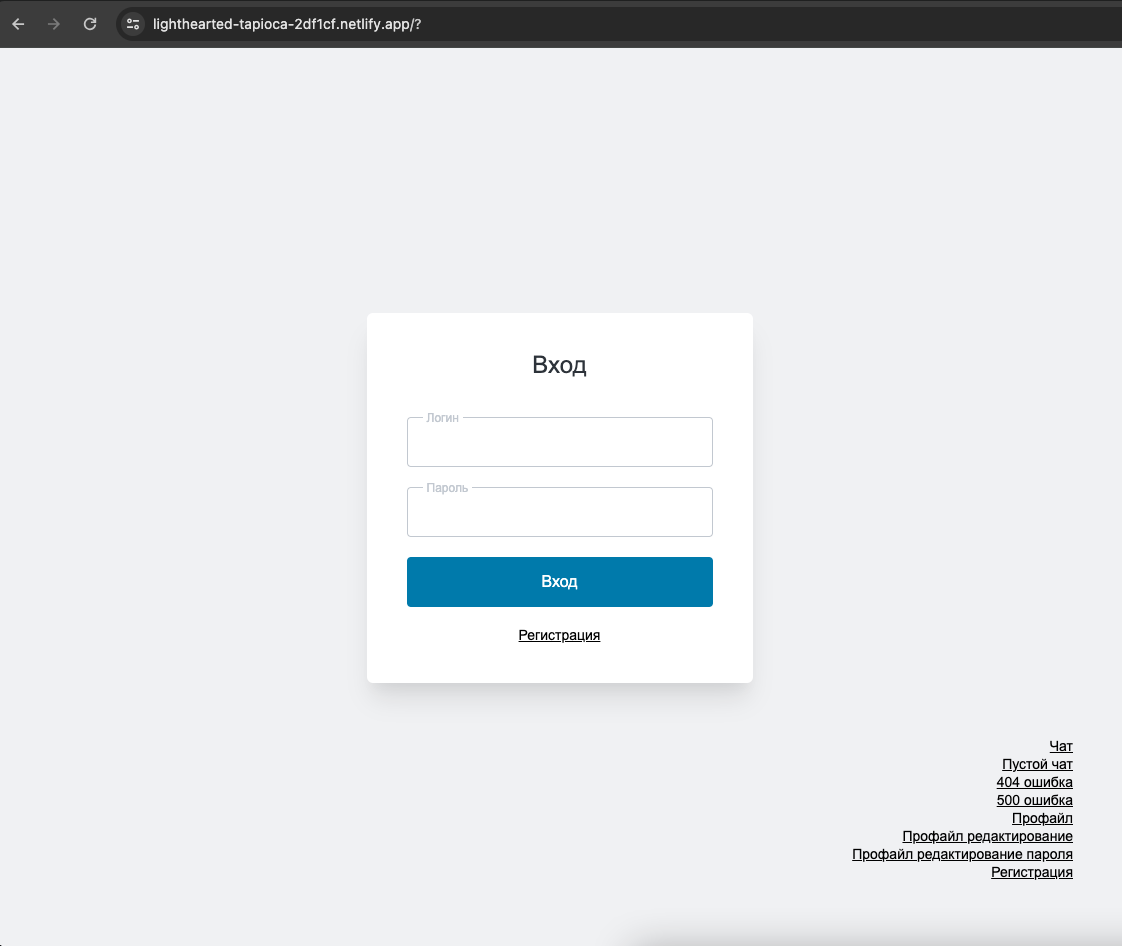 lighthearted-tapioca-2df1cf.netlify.app/?
Вход
Логин
Пароль
Вход
Регистрация
Чат
Пустой чат
404 ошибка
500 ошибка
Профайл
Профайл редактирование
Профайл редактирование пароля
Регистрация